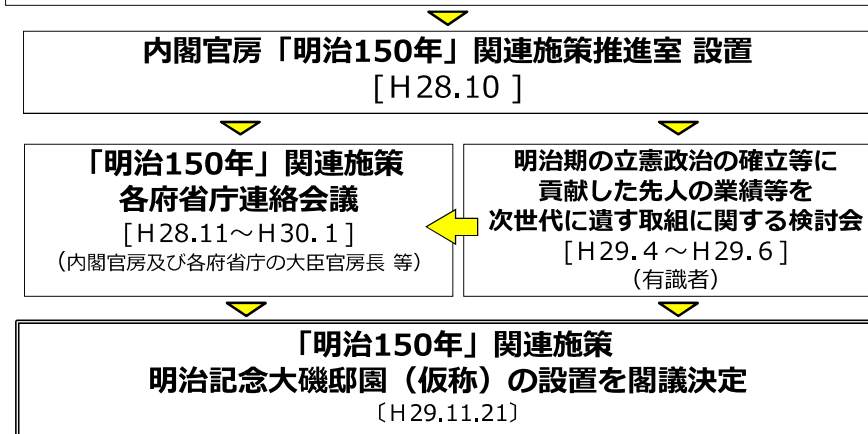 内閣官房「明治150年」関連施策推進室 設置
[H28.10 ]
「明治150年」関連施策
各府省庁連絡会議
[H28.11～H30.1]
（内閣官房及び各府省庁の大臣官房長 等）
明治期の立憲政治の確立等に
貢献した先人の業績等を
次世代に遺す取組に関する検討会
[H29.4～H29.6]
（有識者）
「明治150年」関連施策
明治記念大磯邸園（仮称）の設置を閣議決定
〔H29.11.21〕